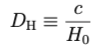 D_H ≡ c / H_0